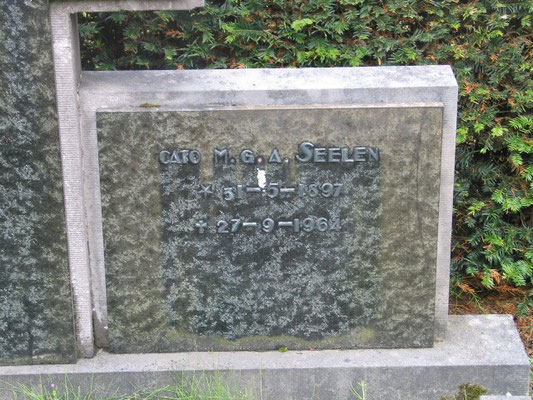 CATO M. G. A. SEELEN
* 31-5-1897
† 27-9-1964